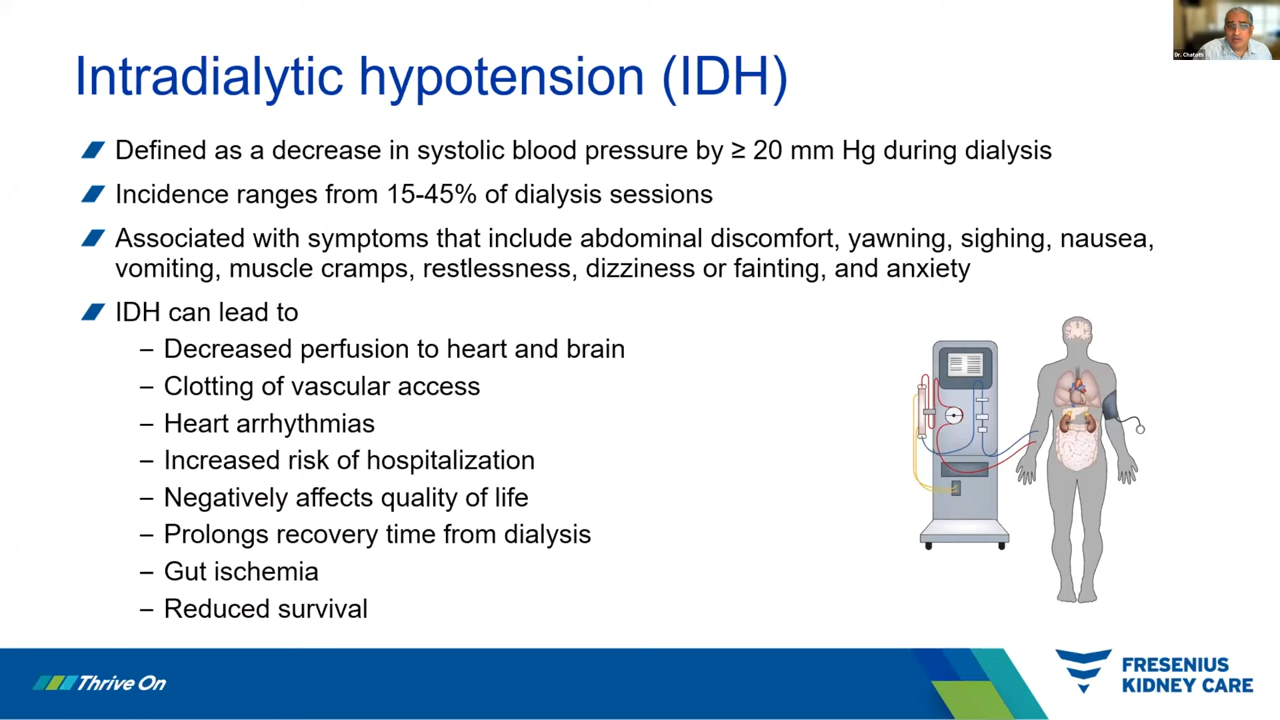 Dr. Chatoth
Intradialytic hypotension (IDH)
Defined as a decrease in systolic blood pressure by ≥ 20 mm Hg during dialysis
Incidence ranges from 15-45% of dialysis sessions
Associated with symptoms that include abdominal discomfort, yawning, sighing, nausea,
vomiting, muscle cramps, restlessness, dizziness or fainting, and anxiety
IDH can lead to
– Decreased perfusion to heart and brain
– Clotting of vascular access
– Heart arrhythmias
– Increased risk of hospitalization
– Negatively affects quality of life
– Prolongs recovery time from dialysis
– Gut ischemia
– Reduced survival
Thrive On
FRESENIUS
KIDNEY CARE